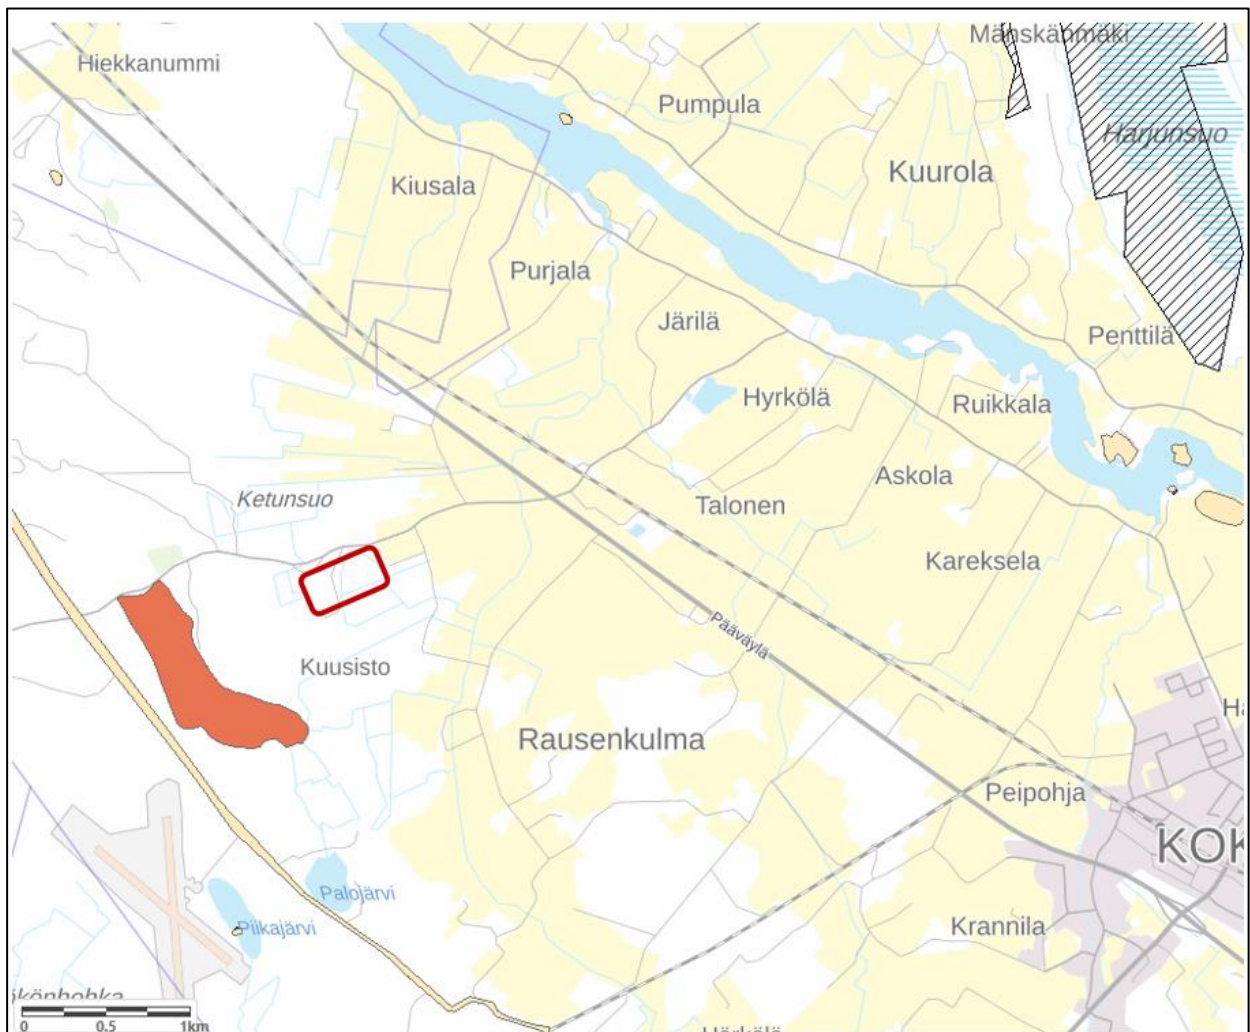 Mänskänmäki
Hiekkanummi
Pumpula
Harjunsuo
Kuurola
Kiusala
Purjala
Järilä
Penttilä
Hyrkölä
Ruikkala
Askola
Ketunsuo
Talonen
Kareksela
Pääväylä
Kuusisto
Rausenkulma
Peipohja
KOK
Palojärvi
Piikajärvi
Krannila
0 0.5 1km